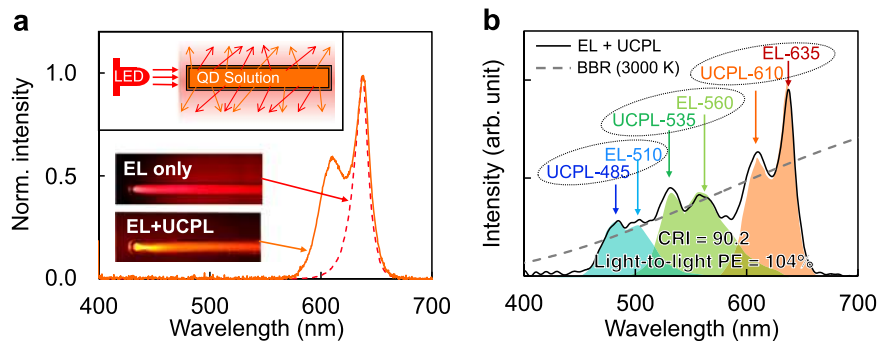 a
Norm. intensity
1.0
0.5
0.0
LED
QD Solution
EL only
EL+UCPL
400
500
600
700
Wavelength (nm)
b
Intensity (arb. unit)
EL + UCPL
BBR (3000 K)
EL-635
UCPL-610
EL-560
UCPL-535
EL-510
UCPL-485
CRI = 90.2
Light-to-light PE = 104%
400
500
600
700
Wavelength (nm)